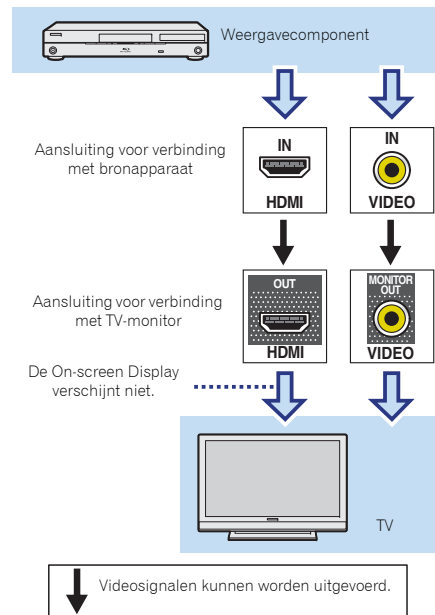 Weergavecomponent
IN
IN
Aansluiting voor verbinding
met bronapparaat
HDMI
VIDEO
OUT
MONITOR
OUT
Aansluiting voor verbinding
met TV-monitor
HDMI
VIDEO
De On-screen Display
verschijnt niet.
TV
Videosignalen kunnen worden uitgevoerd.